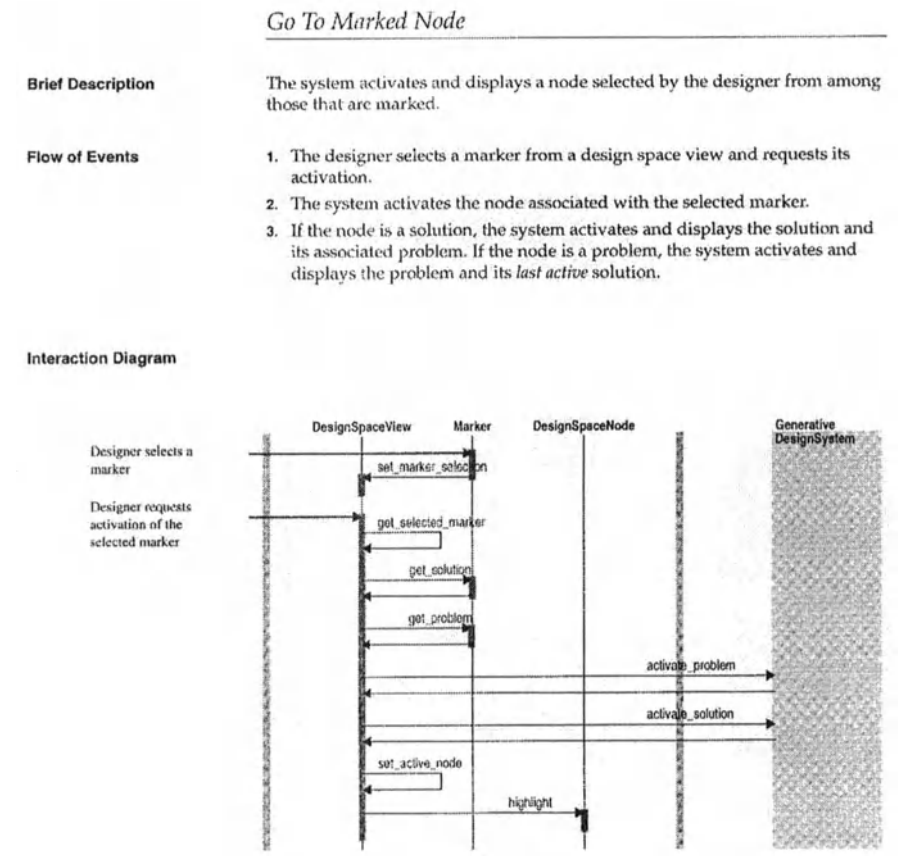 Go To Marked Node
Brief Description
The system activates and displays a node selected by the designer from among
those that are marked.
Flow of Events
1. The designer selects a marker from a design space view and requests its
activation.
2. The system activates the node associated with the selected marker.
3. If the node is a solution, the system activates and displays the solution and
its associated problem. If the node is a problem, the system activates and
displays the problem and its last active solution.
Interaction Diagram
DesignSpaceView Marker DesignSpaceNode Generative
DesignSystem
Designer selects a
marker
set_marker_selection
Designer requests
activation of the
selected marker
get_selected_marker
get_solution
get_problem
activate_problem
activate_solution
set_active_node
highlight